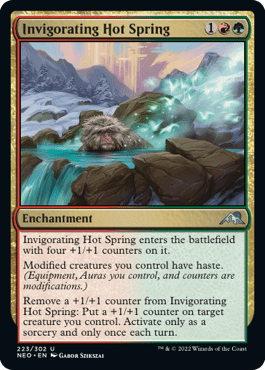 Invigorating Hot Spring 1
Enchantment
Invigorating Hot Spring enters the battlefield
with four +1/+1 counters on it.
Modified creatures you control have haste.
(Equipment, Auras you control, and counters are
modifications.)
Remove a +1/+1 counter from Invigorating
Hot Spring: Put a +1/+1 counter on target
creature you control. Activate only as a
sorcery and only once each turn.
223/302 U
NEO • EN GABOR SZIKSZAI
™ & © 2022 Wizards of the Coast